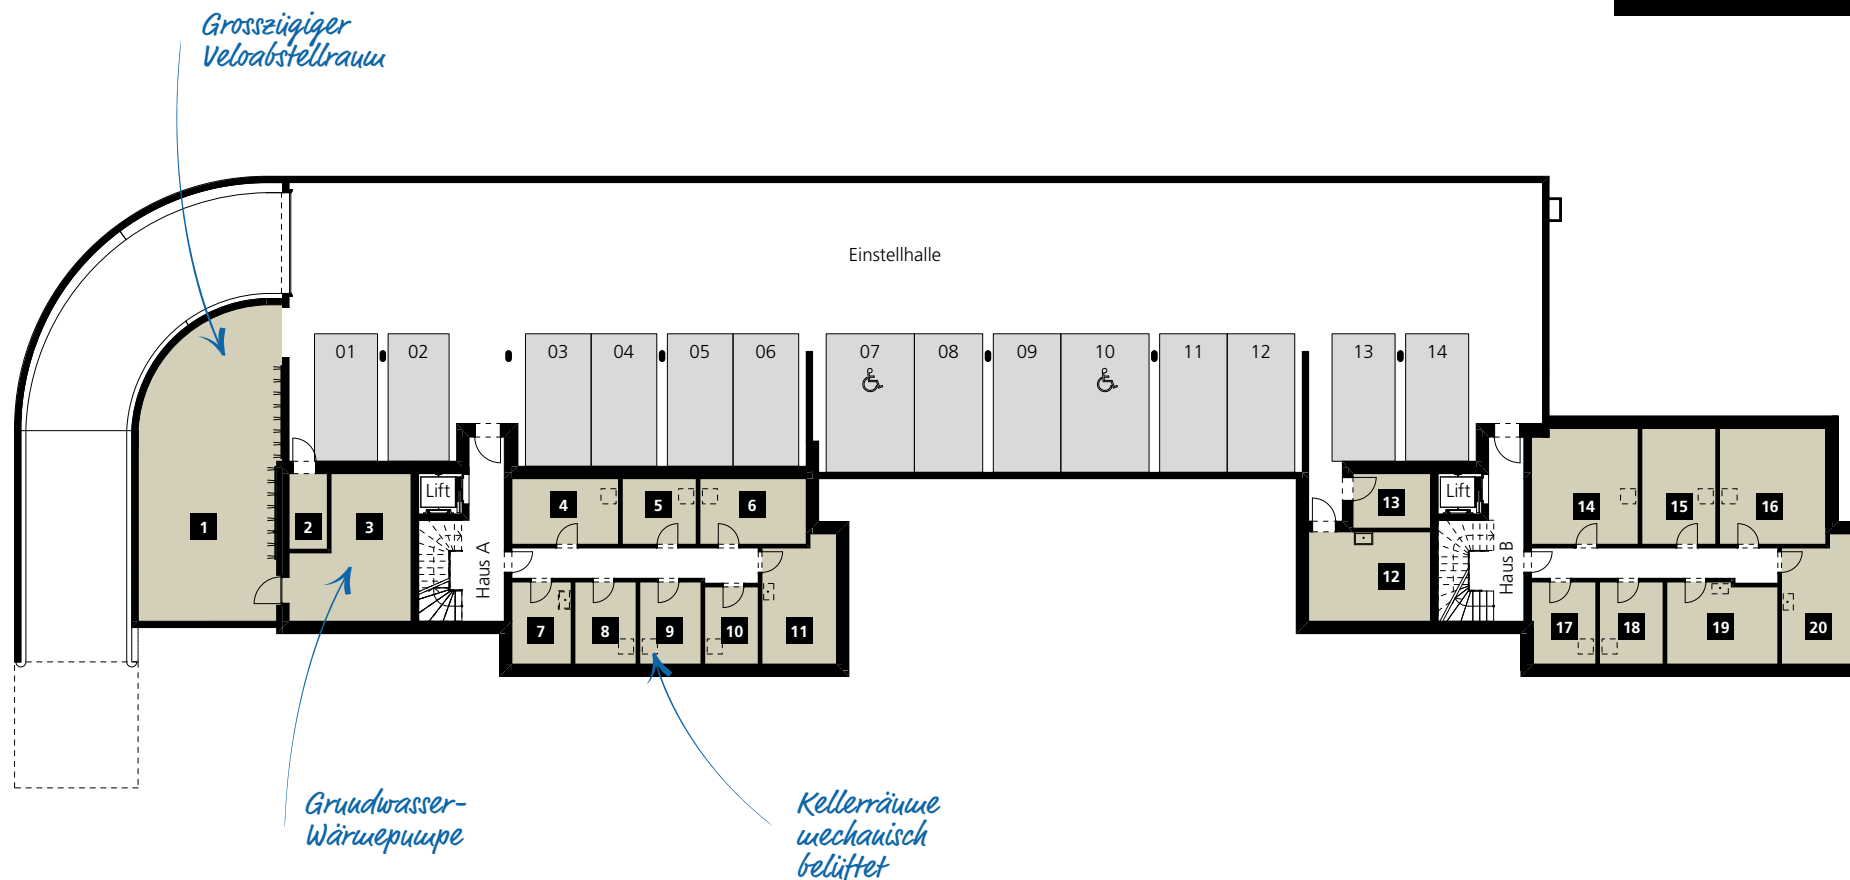 Grosszügiger
Veloabstellraum
Einstellhalle
01 02 03 04 05 06 07 08 09 10 11 12 13 14
1 2 3 Lift Haus A 4 5 6
7 8 9 10 11
13 Lift Haus B 14 15 16
12 17 18 19 20
Grundwasser-
Wärmepumpe
Kellerräume
mechanisch
belüftet